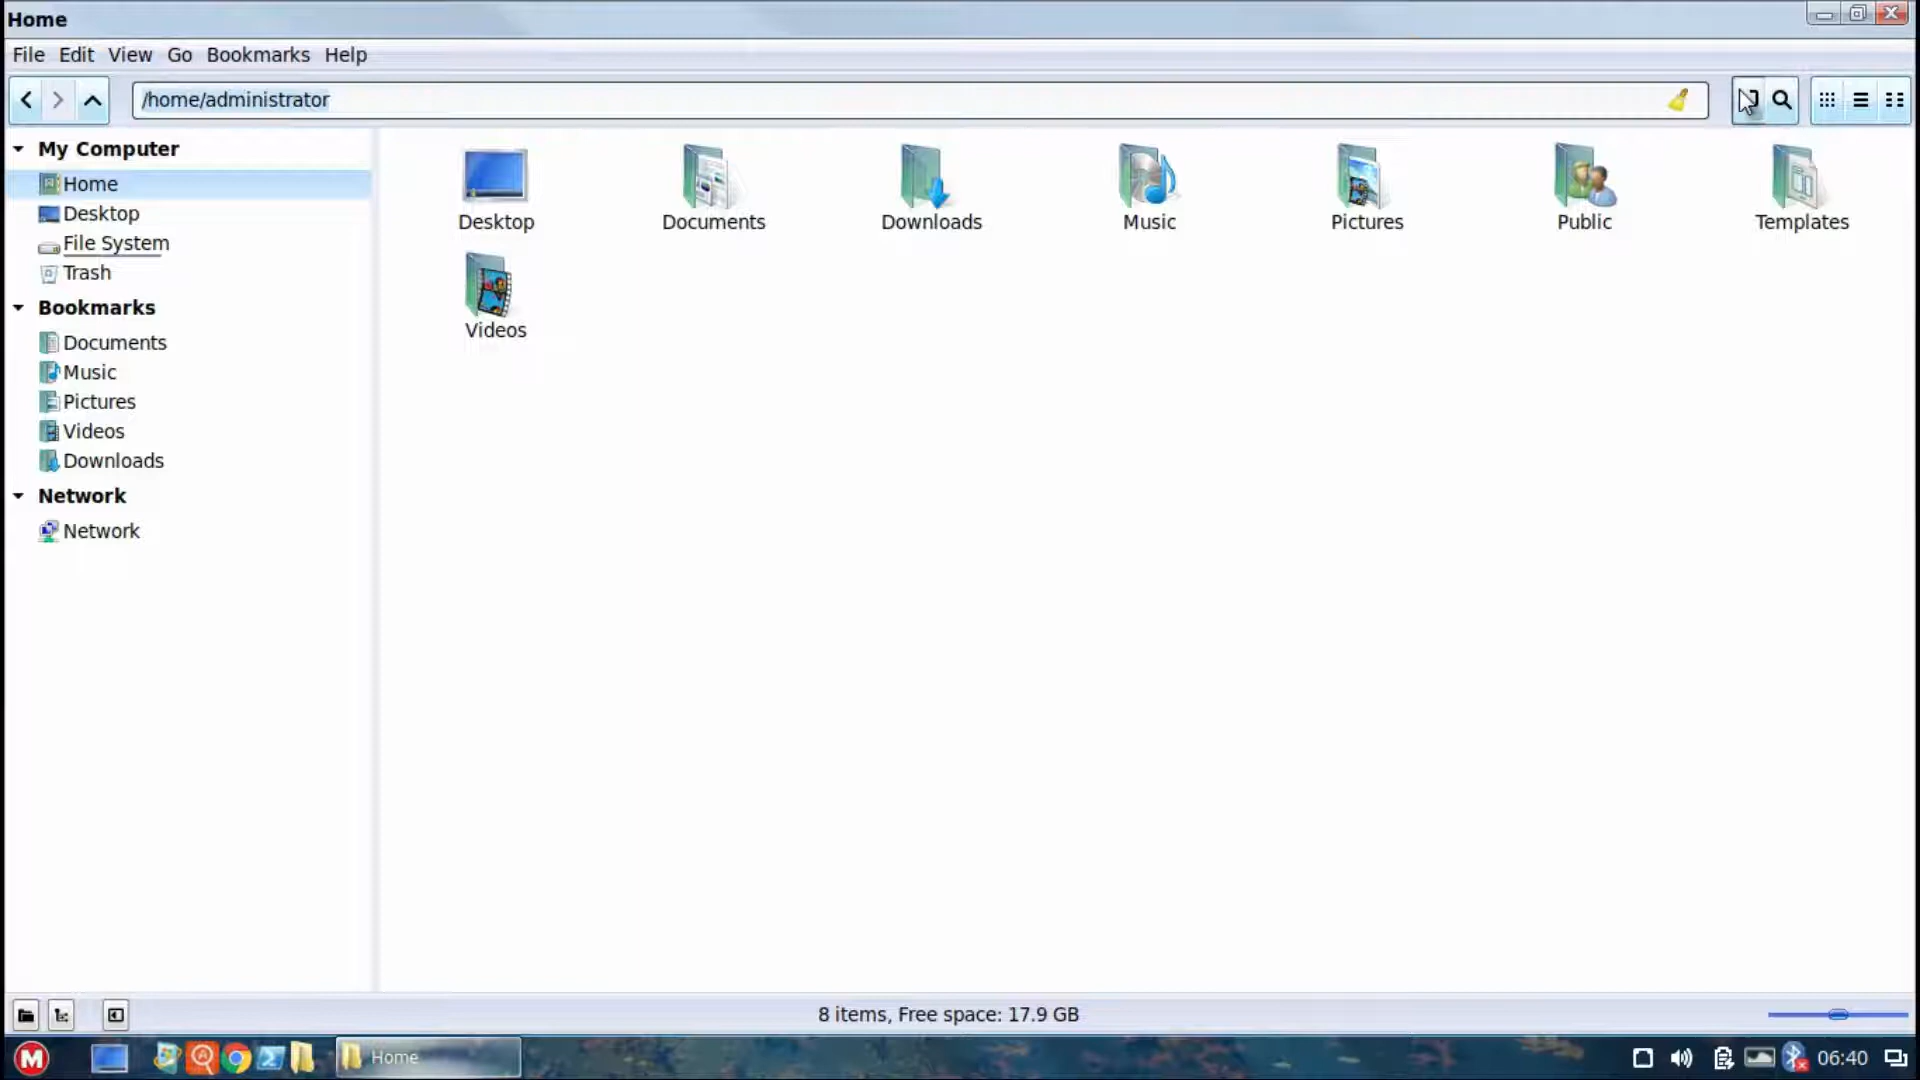 Home
File Edit View Go Bookmarks Help
/home/administrator
My Computer
Home
Desktop
File System
Trash
Bookmarks
Documents
Music
Pictures
Videos
Downloads
Network
Network
Desktop Documents Downloads Music Pictures Public Templates
Videos
8 items, Free space: 17.9 GB
M Home 06:40